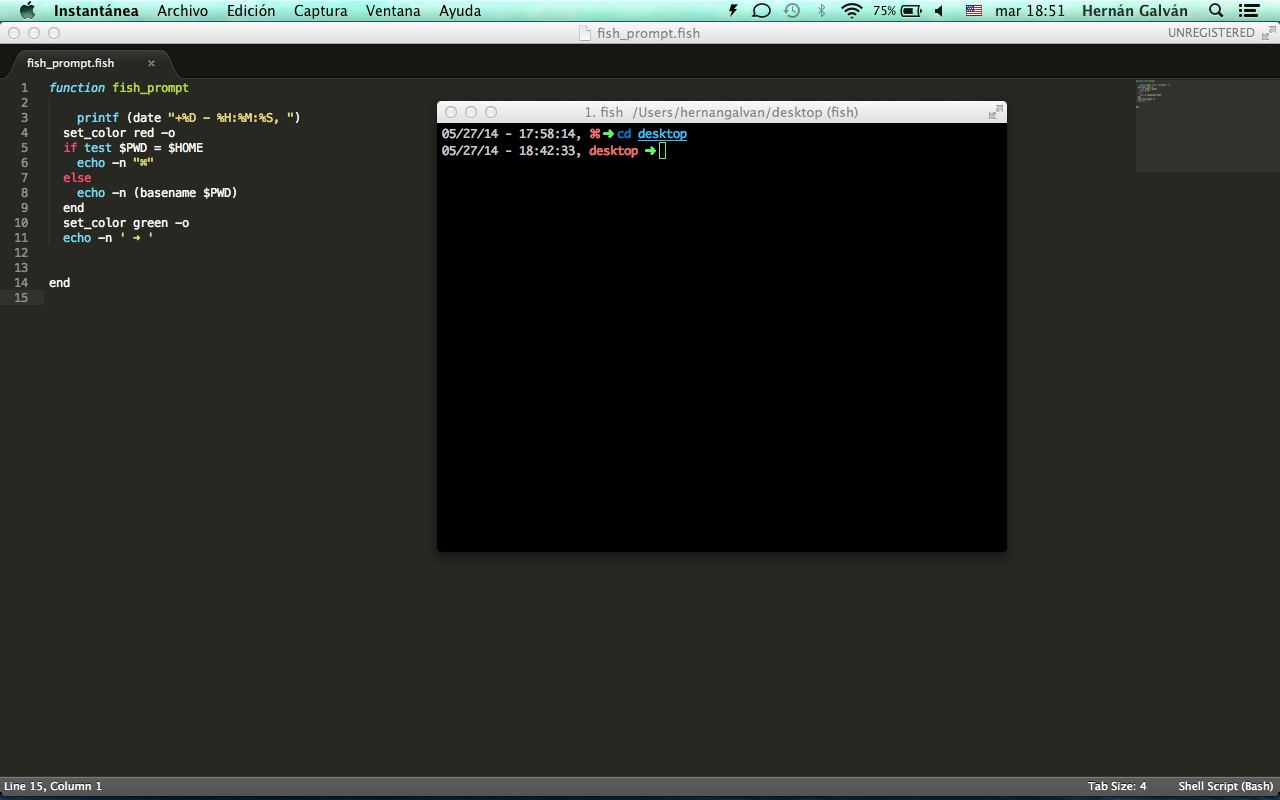 Instantánea Archivo Edición Captura Ventana Ayuda 75% mar 18:51 Hernán Galván
fish_prompt.fish UNREGISTERED
fish_prompt.fish ×
1 function fish_prompt
2
3 printf (date "+%D - %H:%M:%S, ")
4 set_color red -o
5 if test $PWD = $HOME
6 echo -n "⌘"
7 else
8 echo -n (basename $PWD)
9 end
10 set_color green -o
11 echo -n ' ➜ '
12
13
14 end
15
1. fish /Users/hernangalvan/desktop (fish)
05/27/14 - 17:58:14, ⌘ ➜ cd desktop
05/27/14 - 18:42:33, desktop ➜
Line 15, Column 1 Tab Size: 4 Shell Script (Bash)